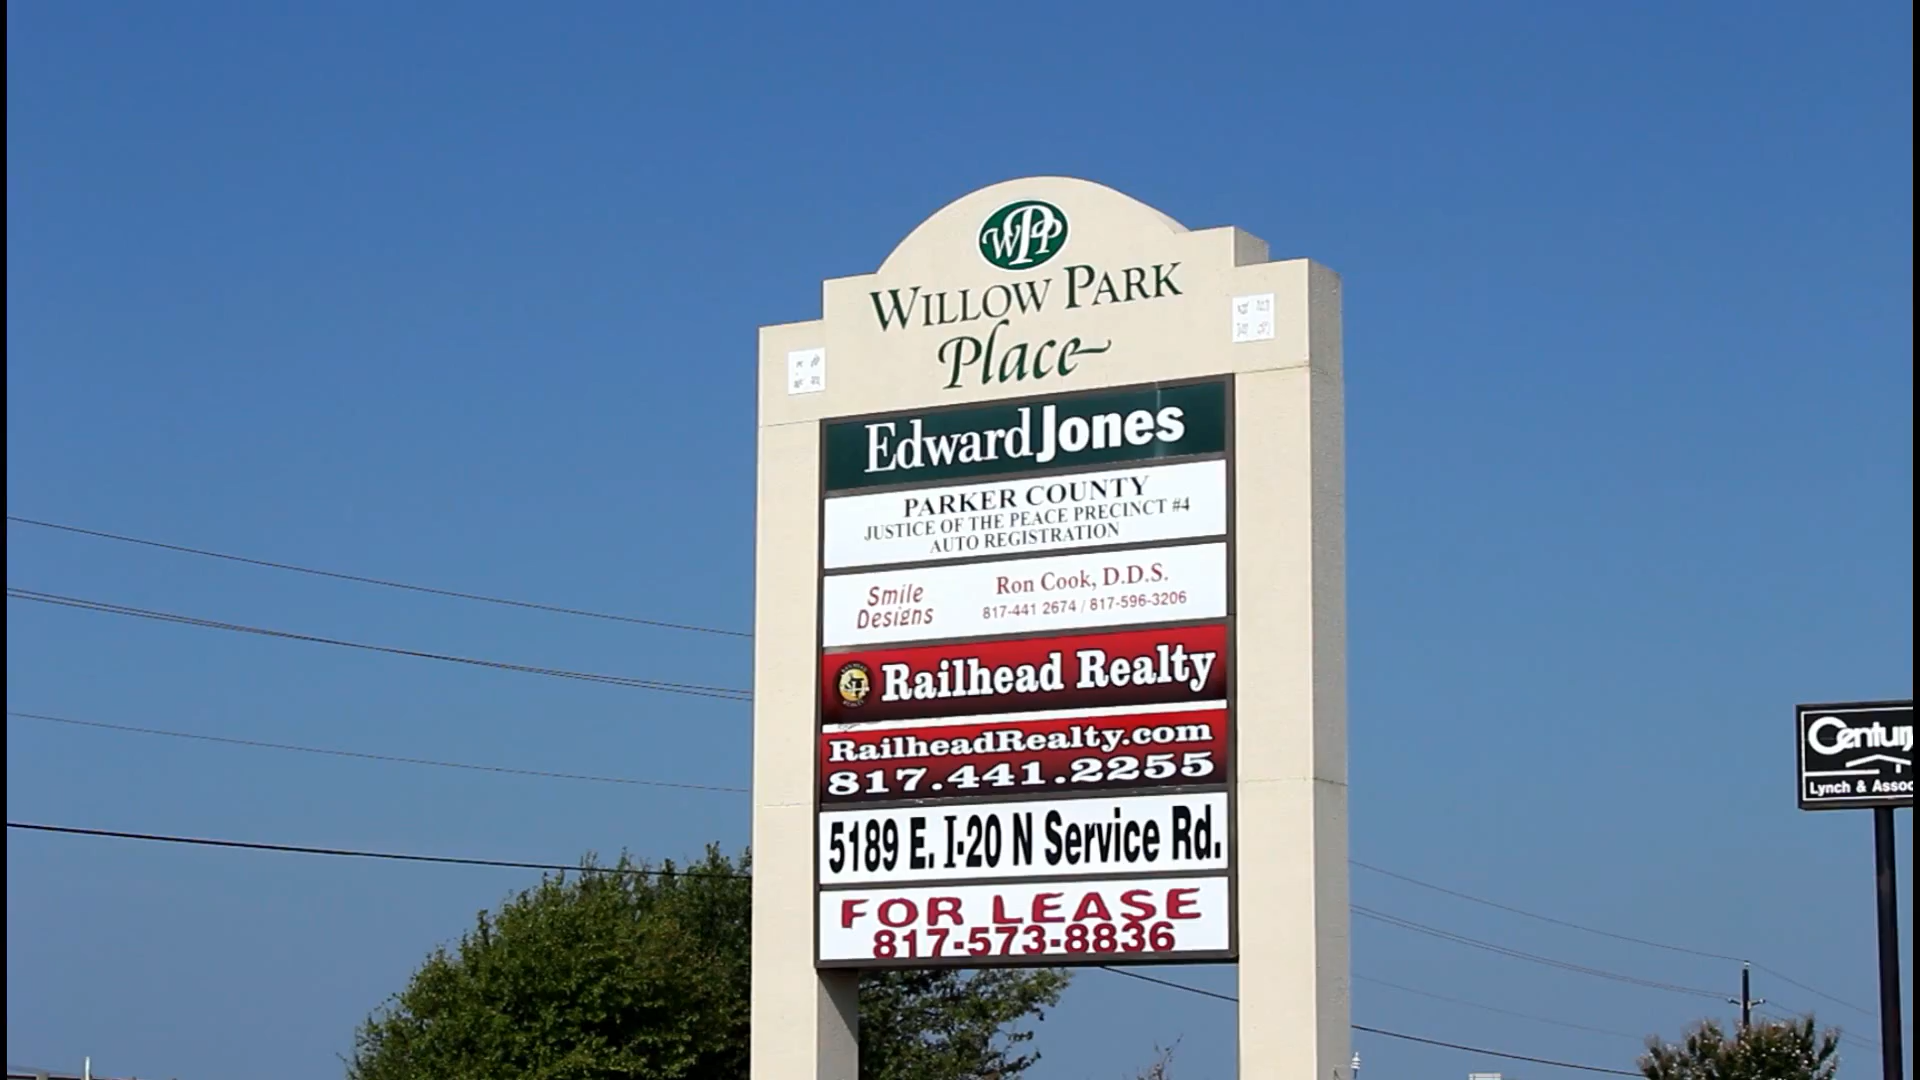 WPP
WILLOW PARK
Place
Edward Jones
PARKER COUNTY
JUSTICE OF THE PEACE PRECINCT #4
AUTO REGISTRATION
Smile
Designs
Ron Cook, D.D.S.
817-441 2674 / 817-596-3206
Railhead Realty
RailheadRealty.com
817.441.2255
5189 E. I-20 N Service Rd.
FOR LEASE
817-573-8836
Century
Lynch & Assoc